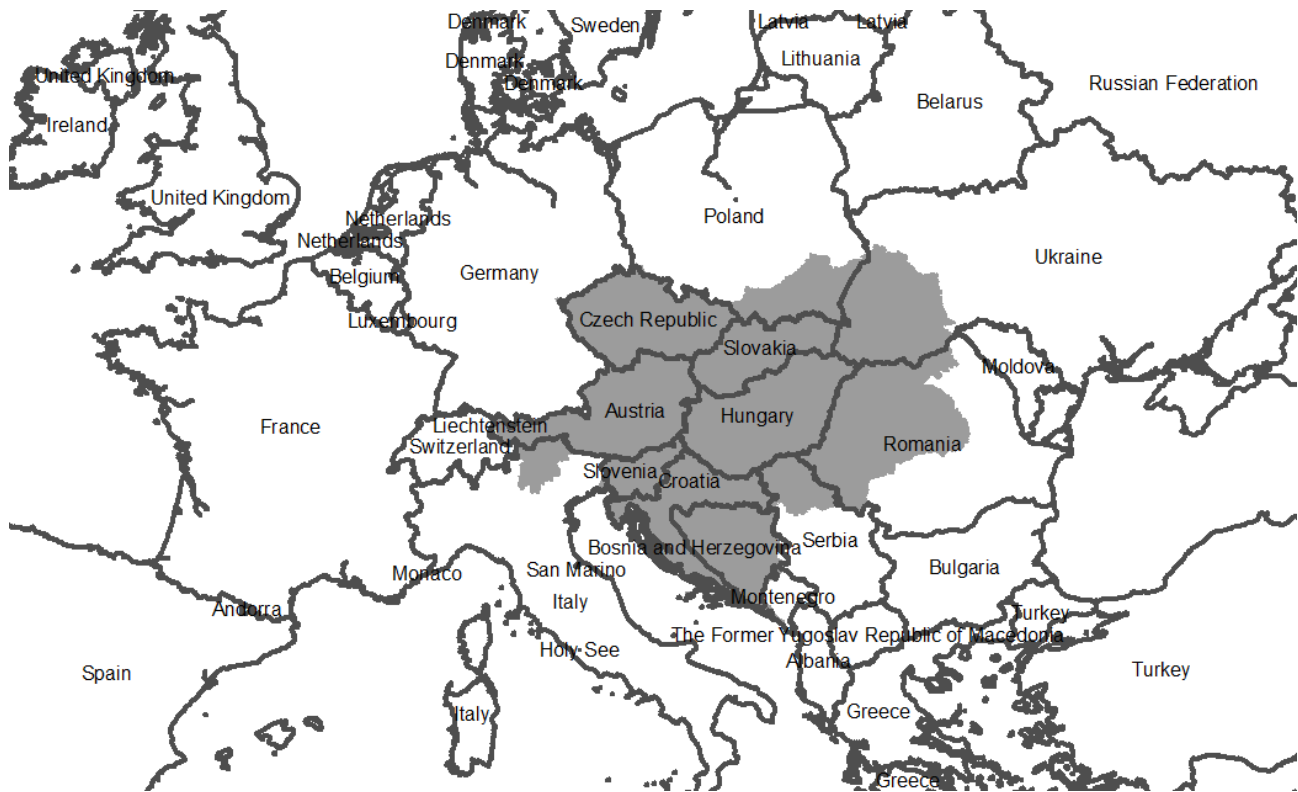 Denmark
Sweden
Latvia
Latvia
Denmark
Lithuania
United Kingdom
Denmark
Russian Federation
Belarus
Ireland
United Kingdom
Netherlands
Poland
Netherlands
Belgium
Germany
Ukraine
Luxembourg
Czech Republic
Slovakia
Moldova
Austria
Hungary
France
Liechtenstein
Switzerland
Romania
Slovenia
Croatia
Bosnia and Herzegovina
Serbia
Monaco
San Marino
Bulgaria
Andorra
Italy
Montenegro
Turkey
The Former Yugoslav Republic of Macedonia
Holy See
Albania
Spain
Turkey
Italy
Greece
Greece